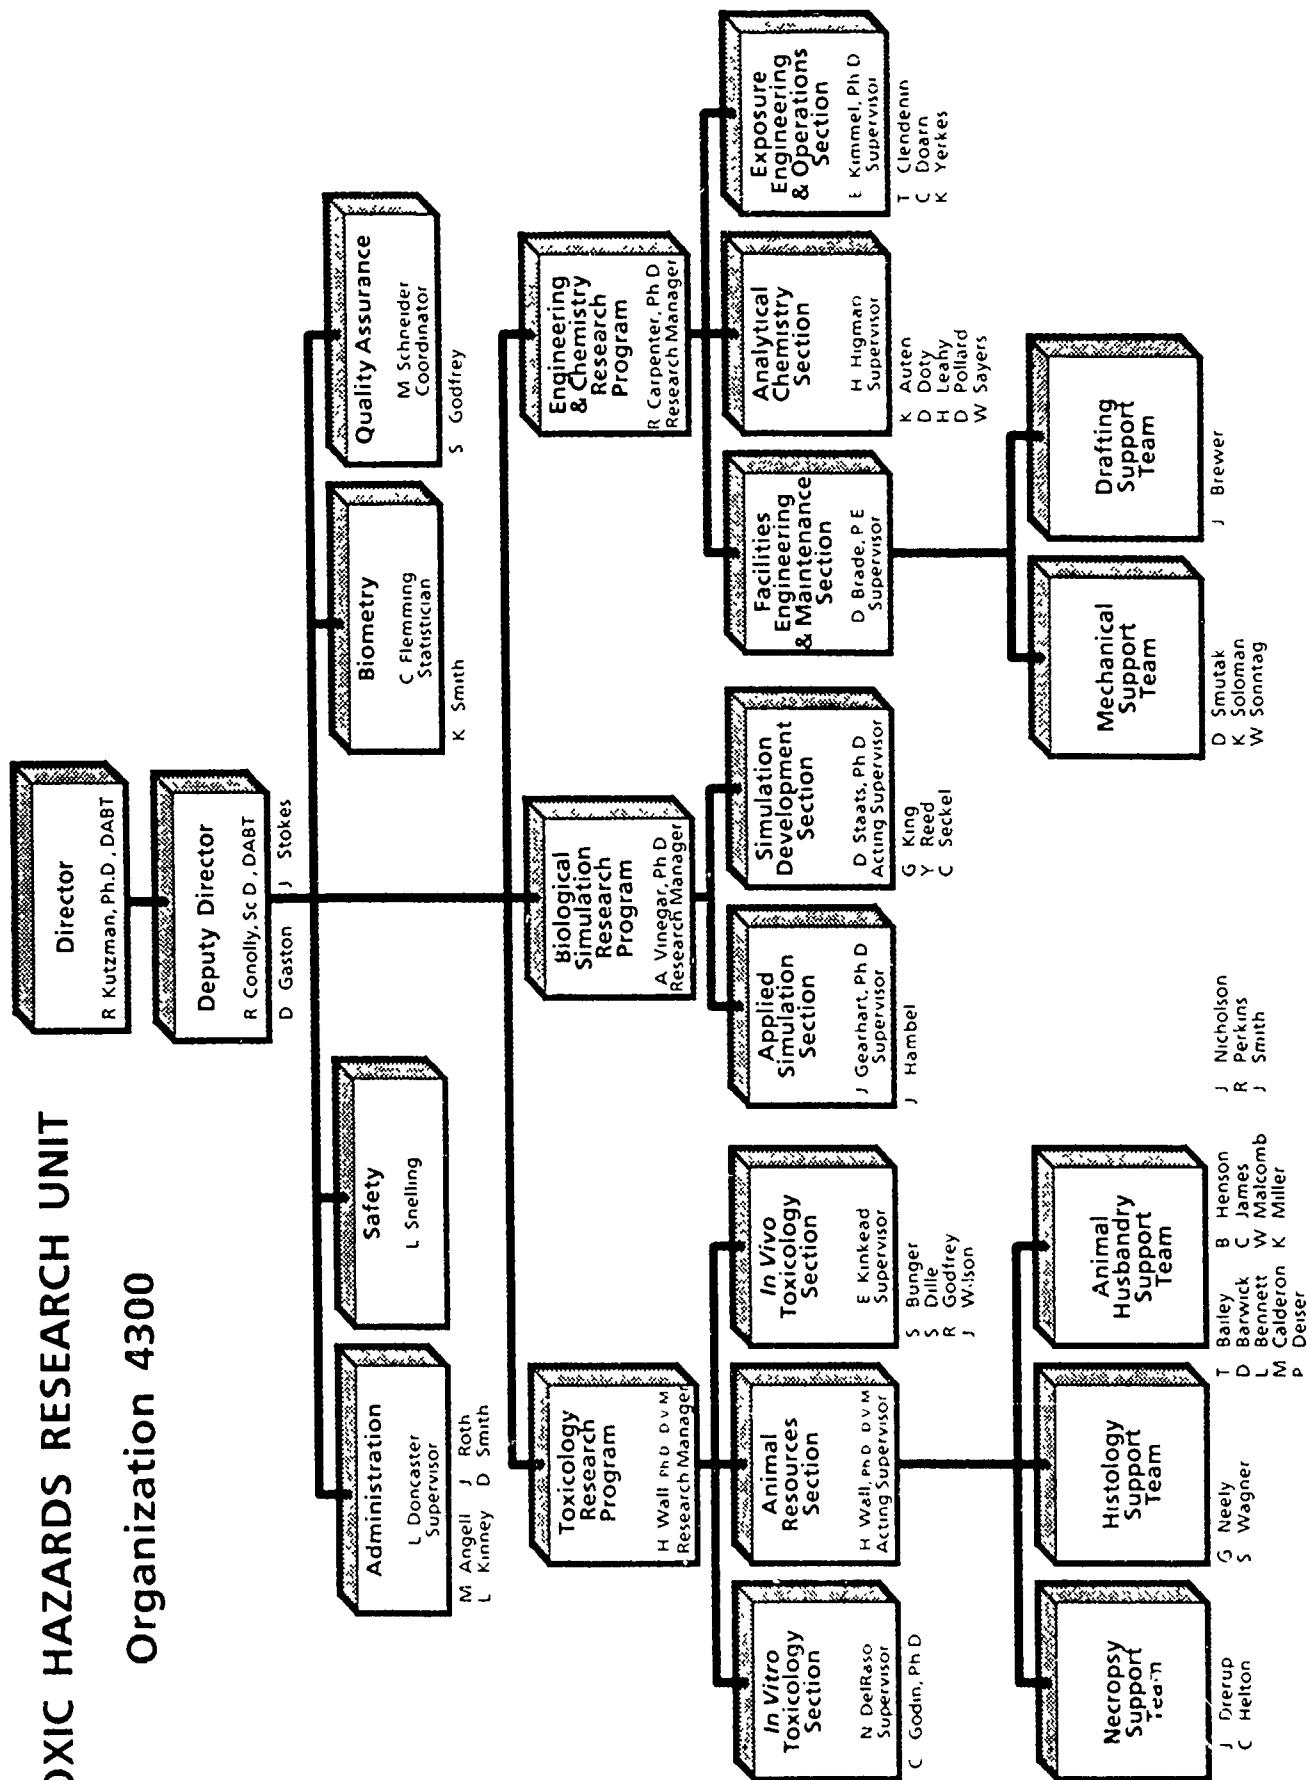 OXIC HAZARDS RESEARCH UNIT
Organization 4300
Director
R Kutzman, Ph.D, DABT
Deputy Director
R Conolly, Sc D, DABT
D Gaston J Stokes
Administration
L Doncaster
Supervisor
M Angell J Roth
L Kinney D Smith
Safety
L Snelling
Biometry
C Flemming
Statistician
K Smith
Quality Assurance
M Schneider
Coordinator
S Godfrey
Toxicology
Research
Program
H Wall Ph D D V M
Research Manager
Biological
Simulation
Research
Program
A Vinegar, Ph D
Research Manager
Engineering
& Chemistry
Research
Program
R Carpenter, Ph D
Research Manager
In Vitro
Toxicology
Section
N DelRaso
Supervisor
C Godin, Ph D
Animal
Resources
Section
H Wall, Ph D D V M
Acting Supervisor
In Vivo
Toxicology
Section
E Kinkead
Supervisor
S Bunger
S Dille
R Godfrey
J Wilson
Applied
Simulation
Section
J Gearhart, Ph D
Supervisor
J Hambel
Simulation
Development
Section
D Staats, Ph D
Acting Supervisor
G King
Y Reed
C Seckel
Facilities
Engineering
& Maintenance
Section
D Brade, P E
Supervisor
Analytical
Chemistry
Section
H Higman
Supervisor
K Auten
D Doty
H Leahy
D Pollard
W Sayers
Exposure
Engineering
& Operations
Section
E Kimmel, Ph D
Supervisor
T Clendenin
C Doarn
K Yerkes
Necropsy
Support
Team
J Drerup
C Helton
Histology
Support
Team
G Neely
S Wagner
Animal
Husbandry
Support
Team
T Bailey B Henson J Nicholson
D Barwick C James R Perkins
L Bennett W Malcomb J Smith
M Calderon K Miller
P Deiser
Mechanical
Support
Team
D Smutak
K Soloman
W Sonntag
Drafting
Support
Team
J Brewer